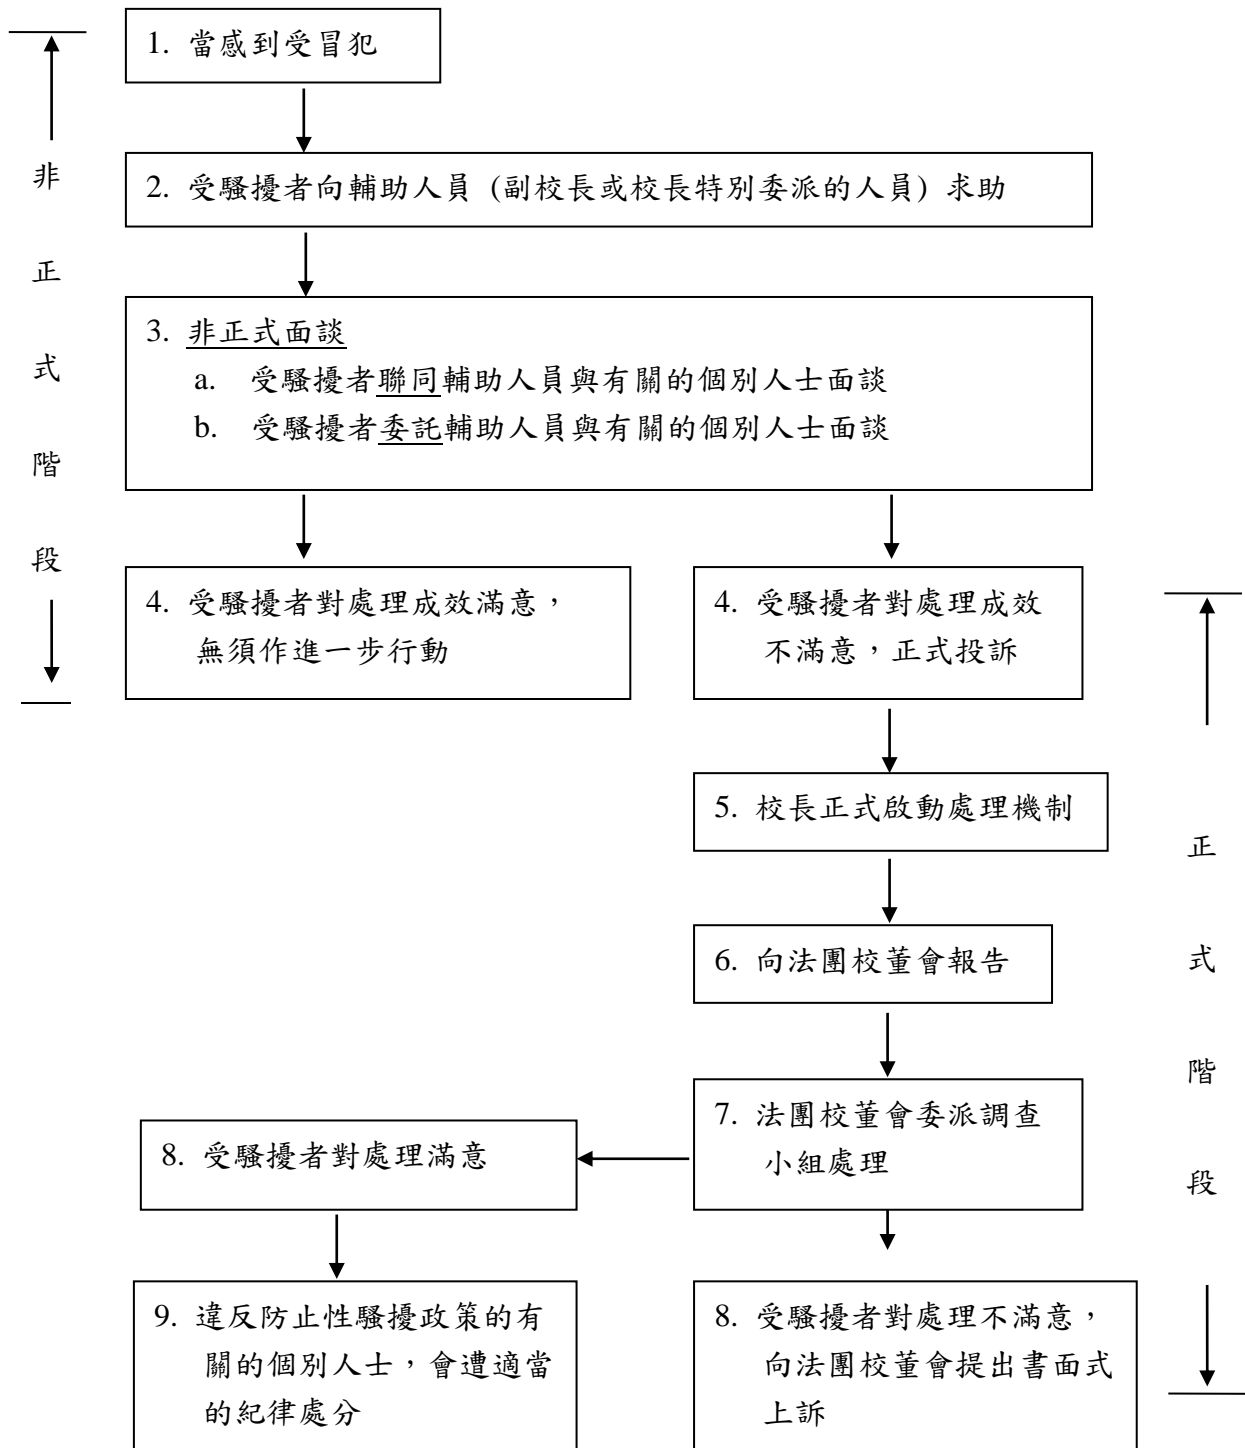 1. 當感到受冒犯
2. 受騷擾者向輔助人員 (副校長或校長特別委派的人員) 求助
3. 非正式面談
a. 受騷擾者聯同輔助人員與有關的個別人士面談
b. 受騷擾者委託輔助人員與有關的個別人士面談
非
正
式
階
段
4. 受騷擾者對處理成效滿意，
無須作進一步行動
4. 受騷擾者對處理成效
不滿意，正式投訴
5. 校長正式啟動處理機制
6. 向法團校董會報告
7. 法團校董會委派調查
小組處理
8. 受騷擾者對處理滿意
9. 違反防止性騷擾政策的有
關的個別人士，會遭適當
的紀律處分
8. 受騷擾者對處理不滿意，
向法團校董會提出書面式
上訴
正
式
階
段